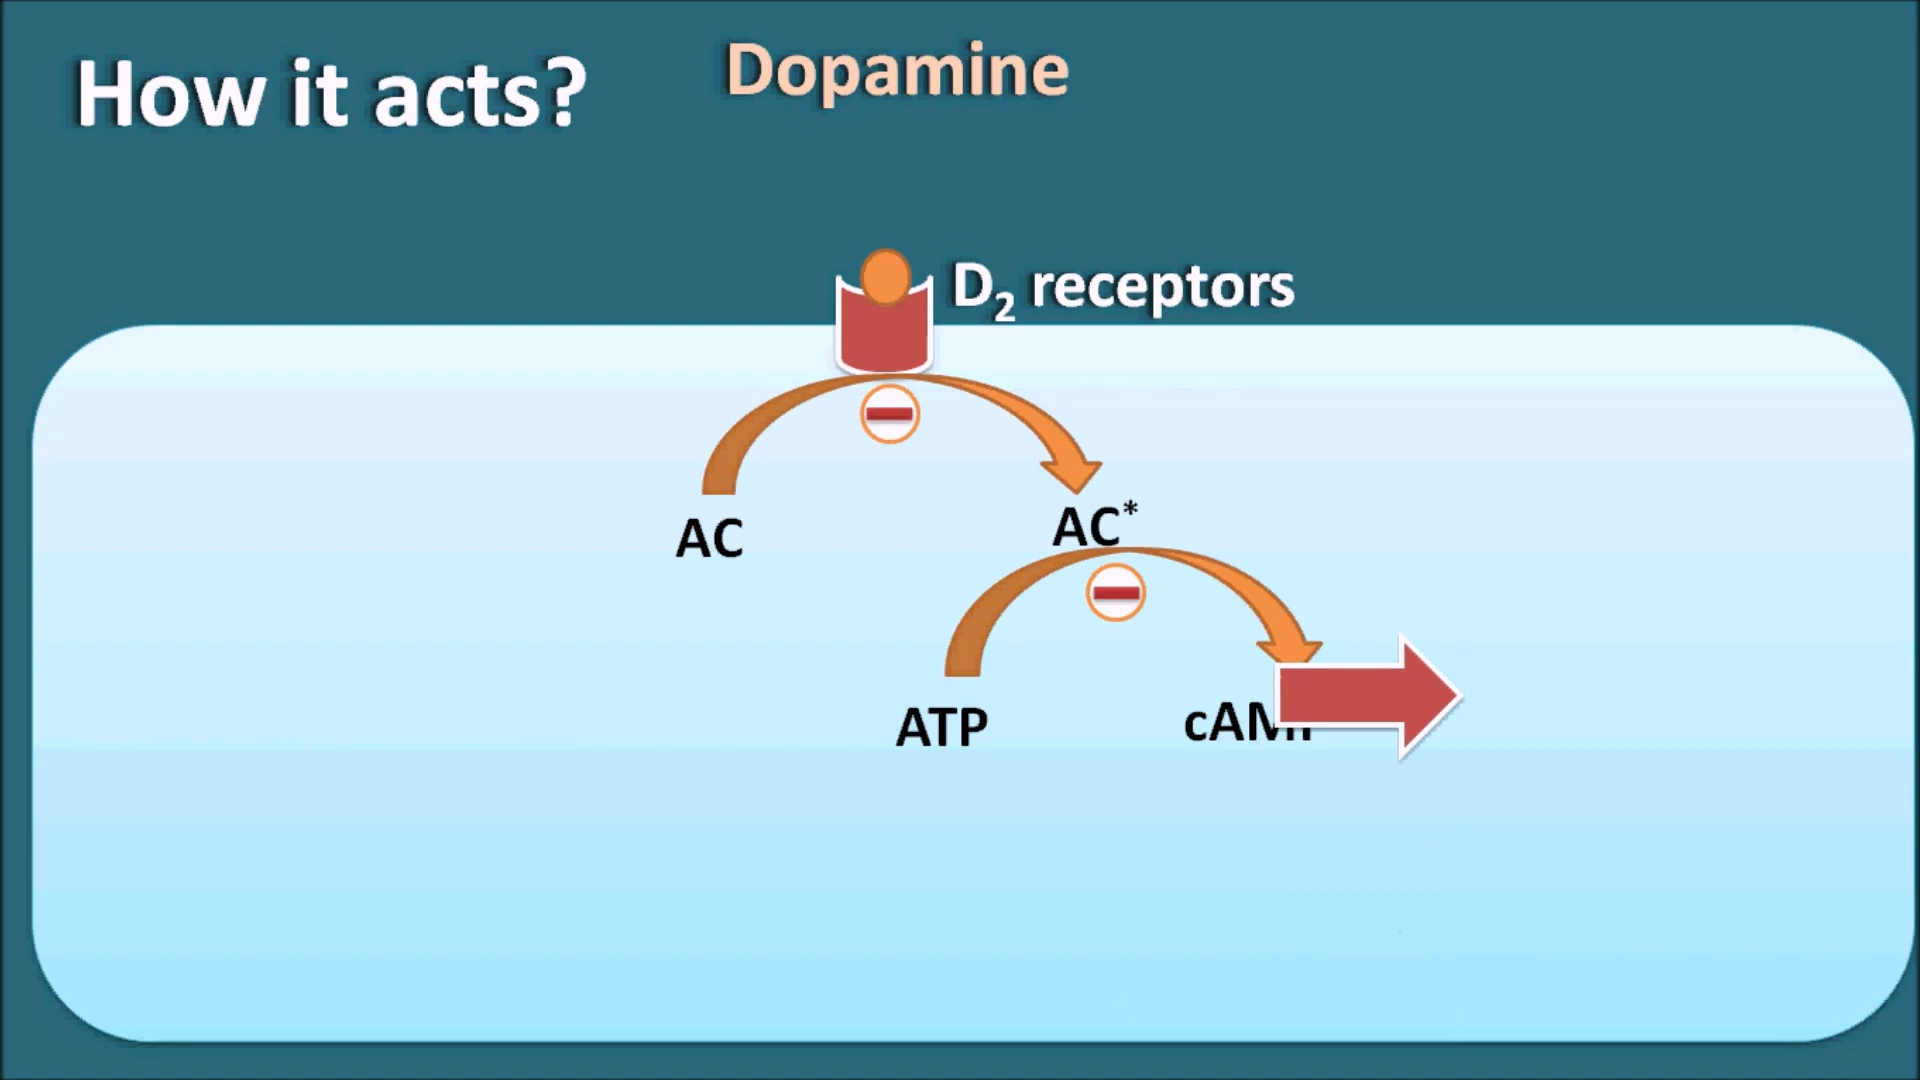 How it acts?
Dopamine
D₂ receptors
AC
AC*
ATP